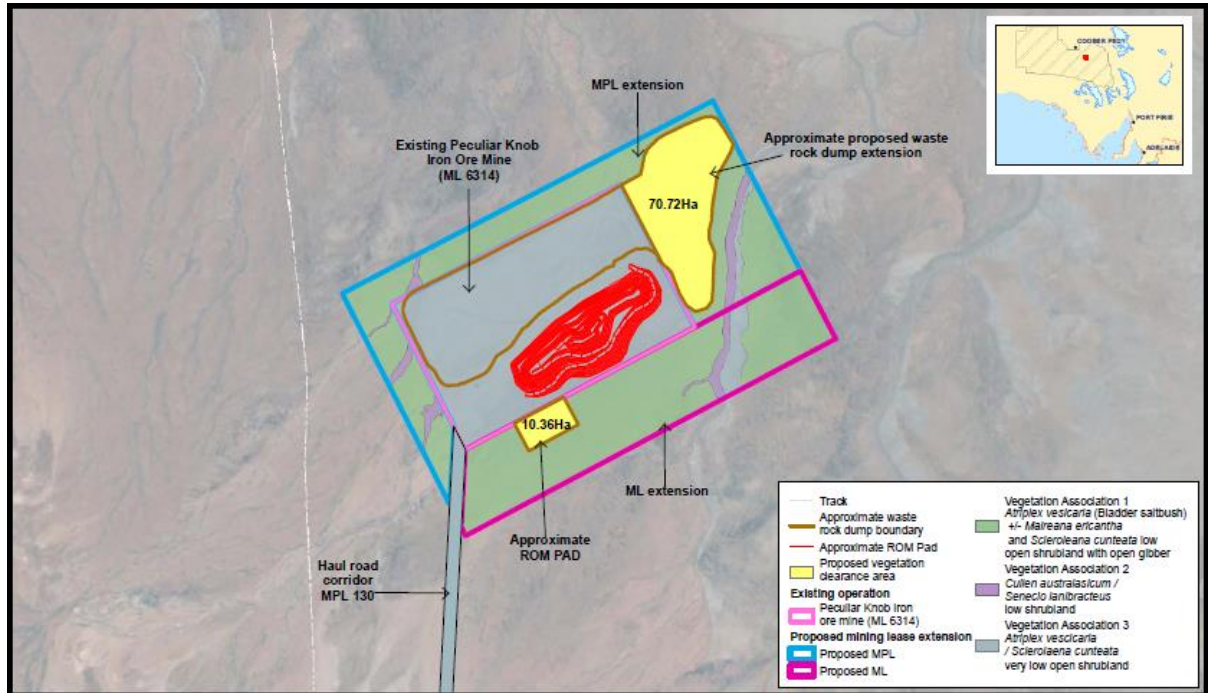 COOBER PEDY
PORT PIRIE
ADELAIDE
MPL extension
Existing Peculiar Knob
Iron Ore Mine
(ML 6314)
Approximate proposed waste
rock dump extension
70.72Ha
10.36Ha
ML extension
Approximate
ROM PAD
Haul road
corridor
MPL 130
Track
Approximate waste
rock dump boundary
Approximate ROM Pad
Proposed vegetation
clearance area
Existing operation
Peculiar Knob Iron
ore mine (ML 6314)
Proposed mining lease extension
Proposed MPL
Proposed ML
Vegetation Association 1
Atriplex vesicaria (Bladder saltbush)
+/- Maireana ericantha
and Scleroleana cunteata low
open shrubland with open gibber
Vegetation Association 2
Cullen australasicum /
Senecio lanibracteus
low shrubland
Vegetation Association 3
Atriplex vescicaria
/ Sclerolaena cunteata
very low open shrubland